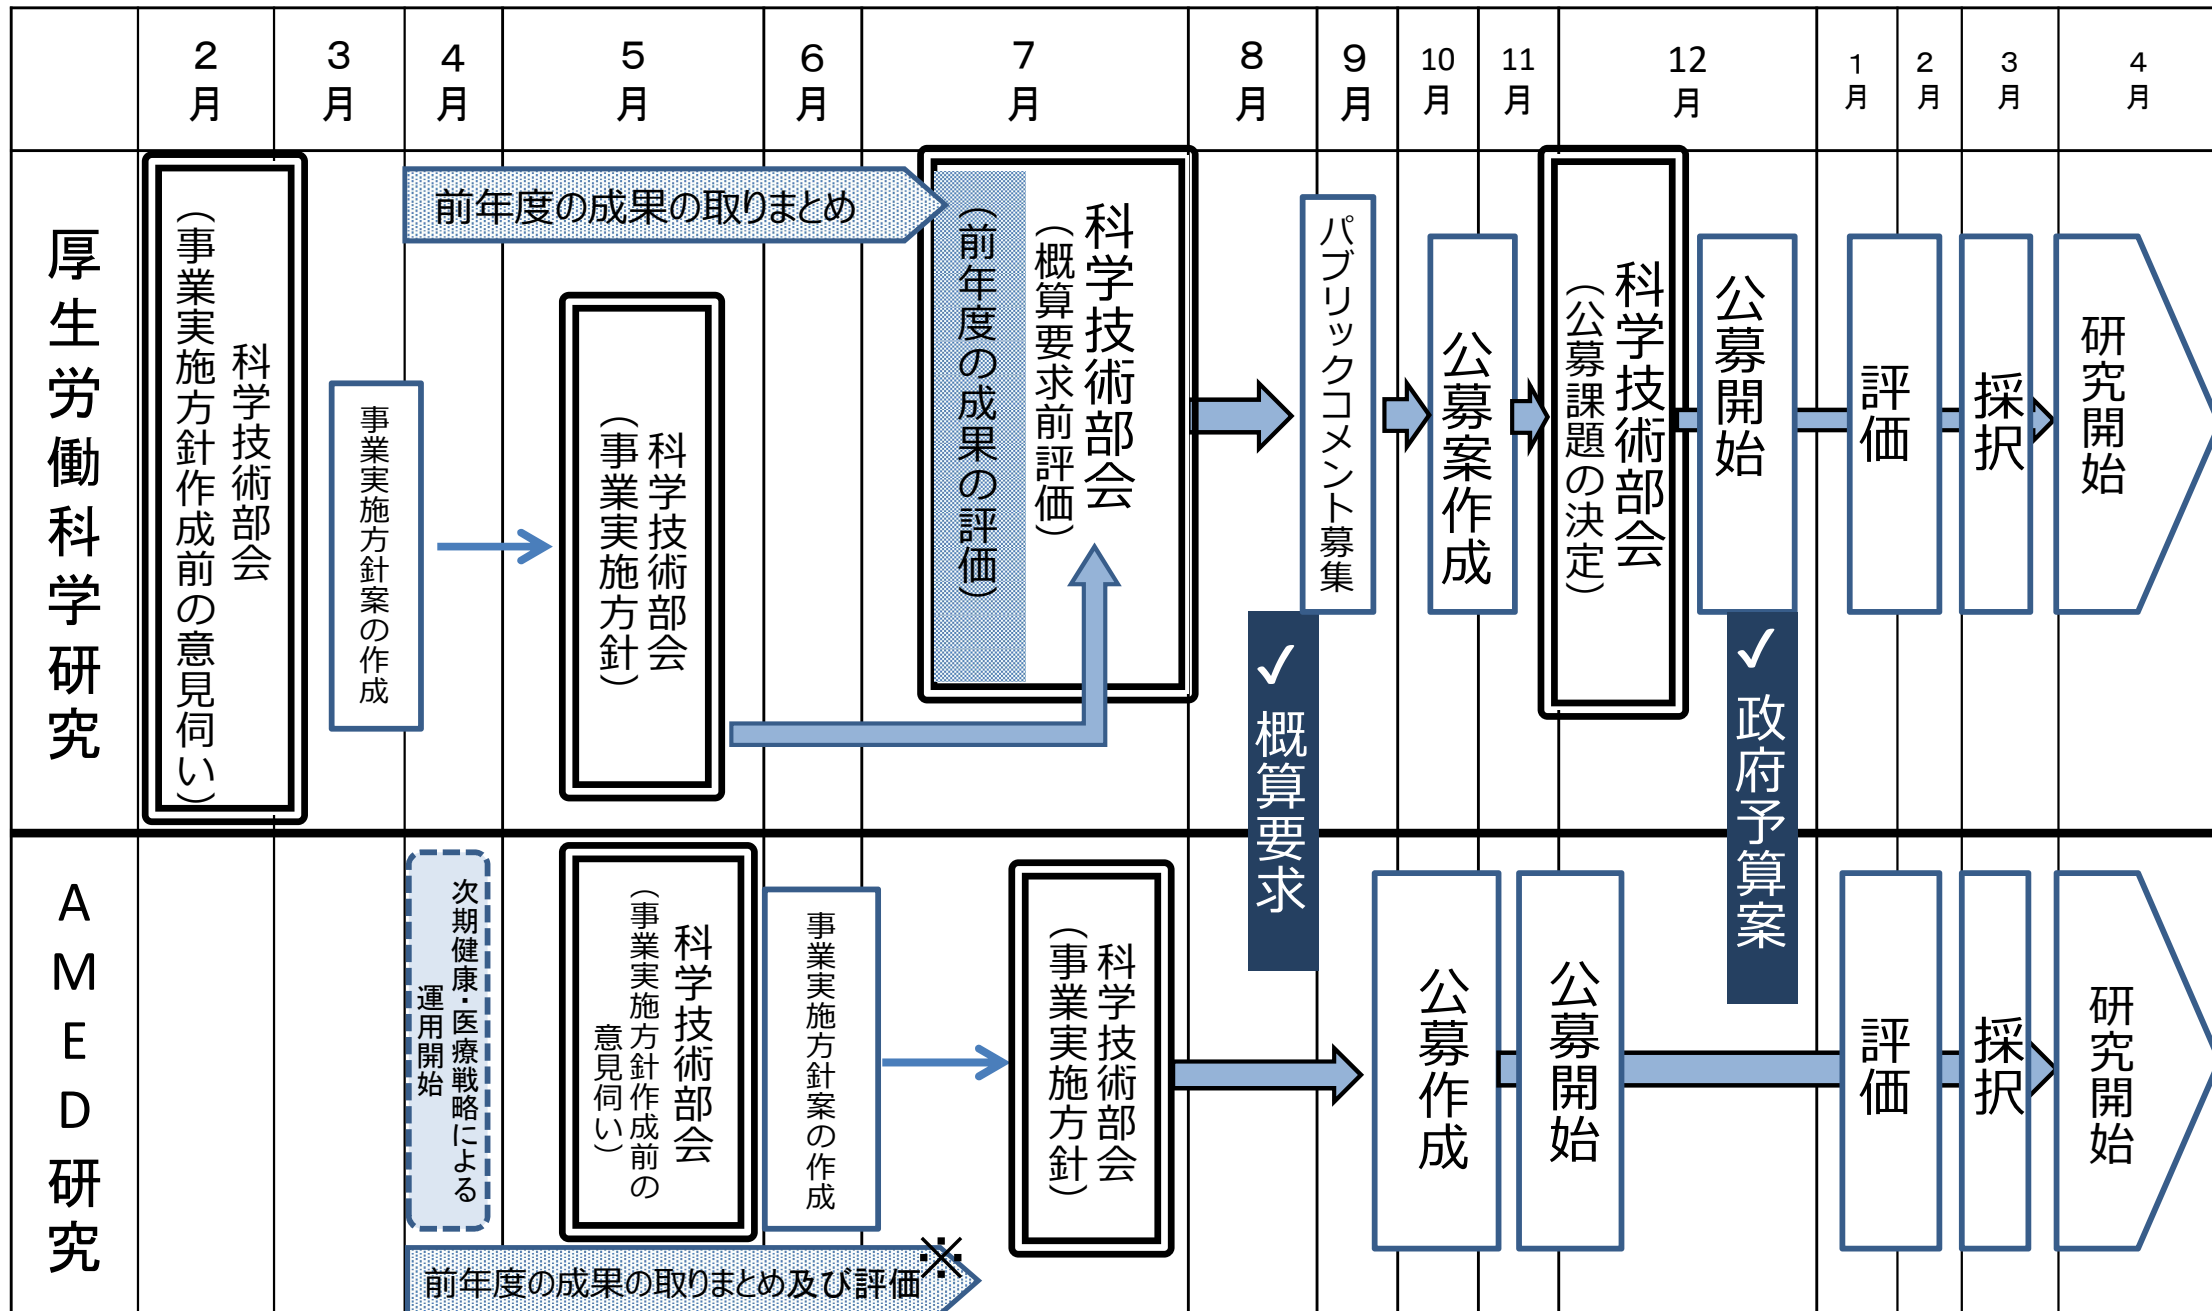 ２月
３月
４月
５月
６月
７月
８月
９月
10月
11月
12月
１月
２月
３月
４月
厚生労働科学研究
科学技術部会
（事業実施方針作成前の意見伺い）
事業実施方針案の作成
前年度の成果の取りまとめ
科学技術部会
（事業実施方針）
科学技術部会
（概算要求前評価）
（前年度の成果の評価）
パブリックコメント募集
公募案作成
科学技術部会
（公募課題の決定）
公募開始
評価
採択
研究開始
✓概算要求
✓政府予算案
AMED研究
次期健康・医療戦略による
運用開始
科学技術部会
（事業実施方針作成前の
意見伺い）
事業実施方針案の作成
科学技術部会
（事業実施方針）
公募作成
公募開始
評価
採択
研究開始
前年度の成果の取りまとめ及び評価※